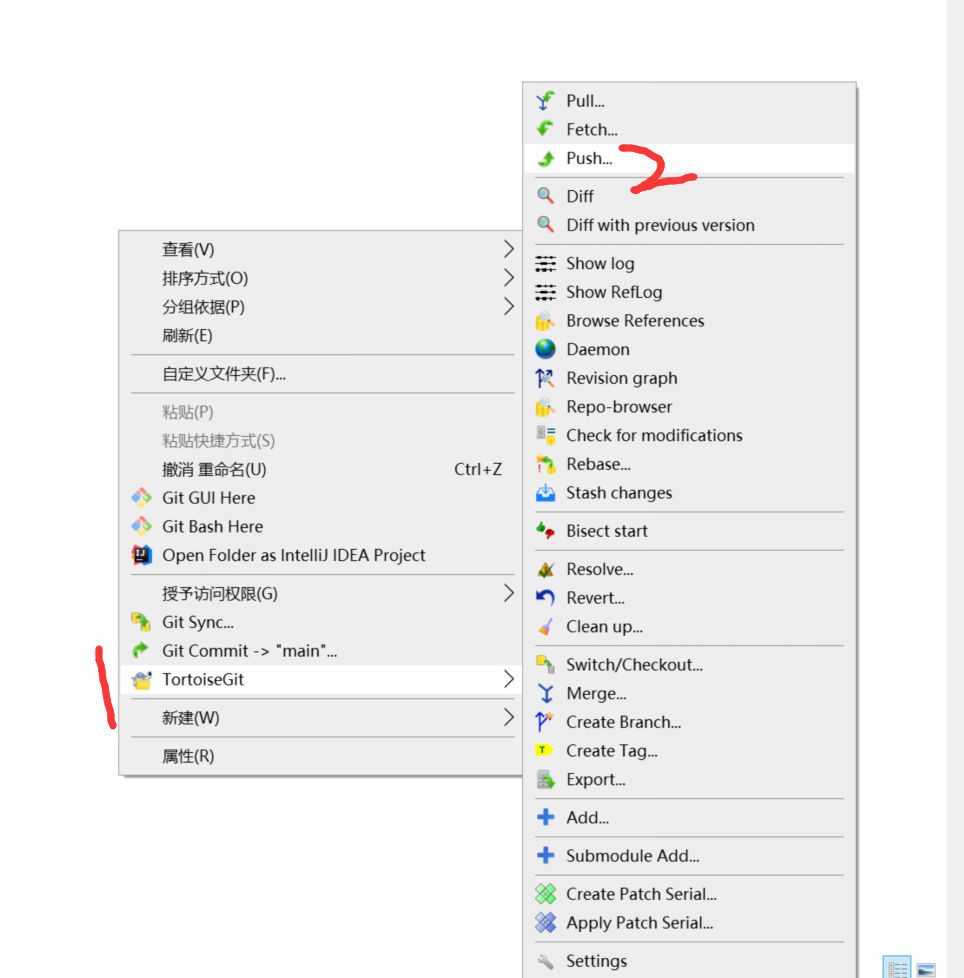 查看(V)
排序方式(O)
分组依据(P)
刷新(E)
自定义文件夹(F)...
粘贴(P)
粘贴快捷方式(S)
撤消 重命名(U) Ctrl+Z
Git GUI Here
Git Bash Here
Open Folder as IntelliJ IDEA Project
授予访问权限(G)
Git Sync...
Git Commit -> "main"...
1
TortoiseGit
新建(W)
属性(R)
Pull...
Fetch...
Push... 2
Diff
Diff with previous version
Show log
Show RefLog
Browse References
Daemon
Revision graph
Repo-browser
Check for modifications
Rebase...
Stash changes
Bisect start
Resolve...
Revert...
Clean up...
Switch/Checkout...
Merge...
Create Branch...
Create Tag...
Export...
Add...
Submodule Add...
Create Patch Serial...
Apply Patch Serial...
Settings